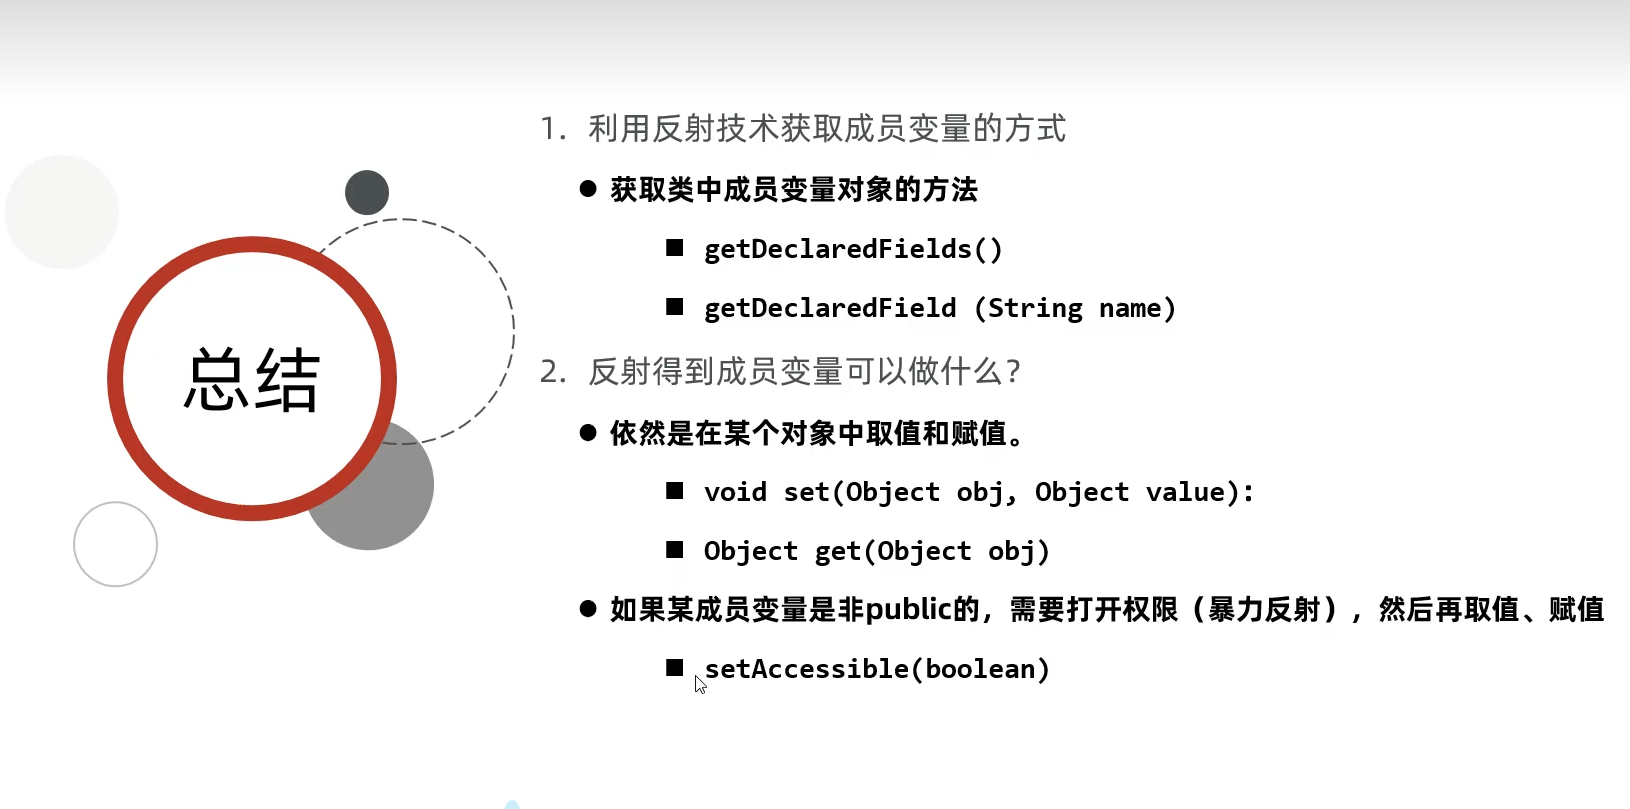 总结
1. 利用反射技术获取成员变量的方式
● 获取类中成员变量对象的方法
■ getDeclaredFields()
■ getDeclaredField (String name)
2. 反射得到成员变量可以做什么？
● 依然是在某个对象中取值和赋值。
■ void set(Object obj, Object value):
■ Object get(Object obj)
● 如果某成员变量是非public的，需要打开权限（暴力反射），然后再取值、赋值
■ setAccessible(boolean)